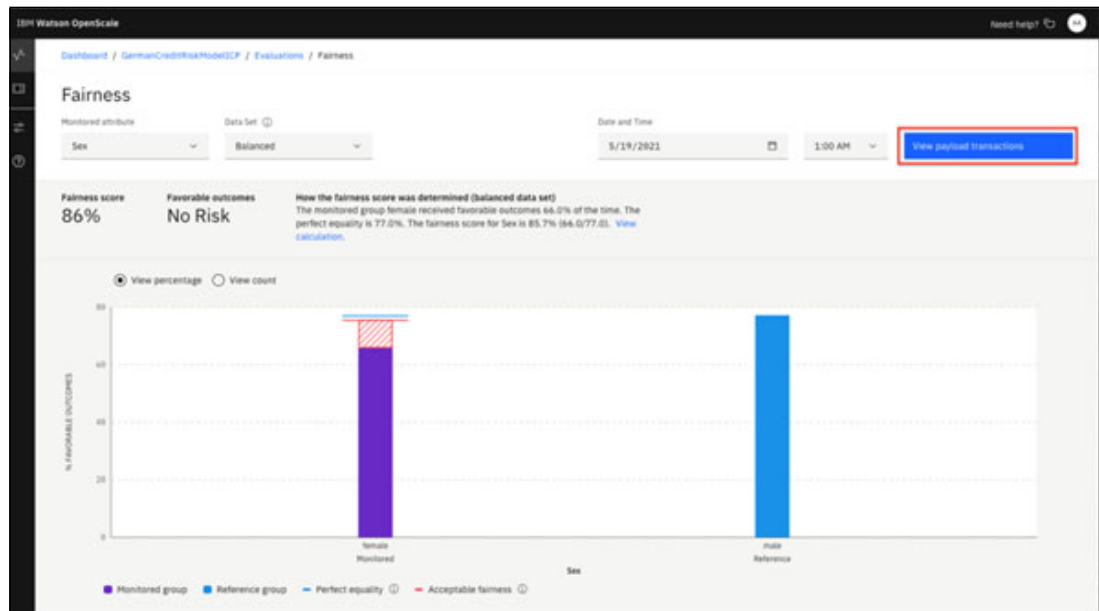 IBM Watson OpenScale
Need help?
AA
Dashboard / GermanCreditRiskModelICP / Evaluations / Fairness
Fairness
Monitored attribute
Data Set
Date and Time
Sex
Balanced
5/19/2021
1:00 AM
View payload transactions
Fairness score
86%
Favorable outcomes
No Risk
How the fairness score was determined (balanced data set)
The monitored group female received favorable outcomes 66.0% of the time. The
perfect equality is 77.0%. The fairness score for Sex is 85.7% (66.0/77.0). View
calculation.
View percentage
View count
% FAVORABLE OUTCOMES
80
60
40
20
0
female
Monitored
male
Reference
Sex
Monitored group
Reference group
Perfect equality
Acceptable fairness